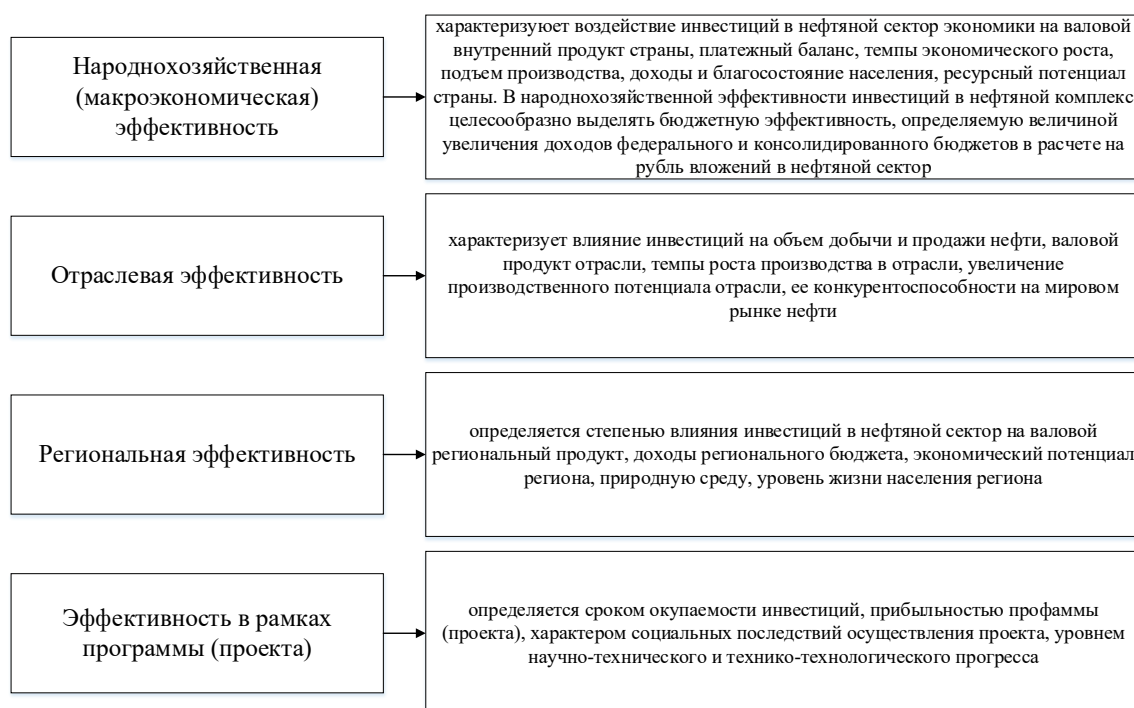 Народнохозяйственная
(макроэкономическая)
эффективность
характеризуюет воздействие инвестиций в нефтяной сектор экономики на валовой
внутренний продукт страны, платежный баланс, темпы экономического роста,
подъем производства, доходы и благосостояние населения, ресурсный потенциал
страны. В народнохозяйственной эффективности инвестиций в нефтяной комплекс
целесообразно выделять бюджетную эффективность, определяемую величиной
увеличения доходов федерального и консолидированного бюджетов в расчете на
рубль вложений в нефтяной сектор
Отраслевая эффективность
характеризует влияние инвестиций на объем добычи и продажи нефти, валовой
продукт отрасли, темпы роста производства в отрасли, увеличение
производственного потенциала отрасли, ее конкурентоспособности на мировом
рынке нефти
Региональная эффективность
определяется степенью влияния инвестиций в нефтяной сектор на валовой
региональный продукт, доходы регионального бюджета, экономический потенциал
региона, природную среду, уровень жизни населения региона
Эффективность в рамках
программы (проекта)
определяется сроком окупаемости инвестиций, прибыльностью профаммы
(проекта), характером социальных последствий осуществления проекта, уровнем
научно-технического и технико-технологического прогресса